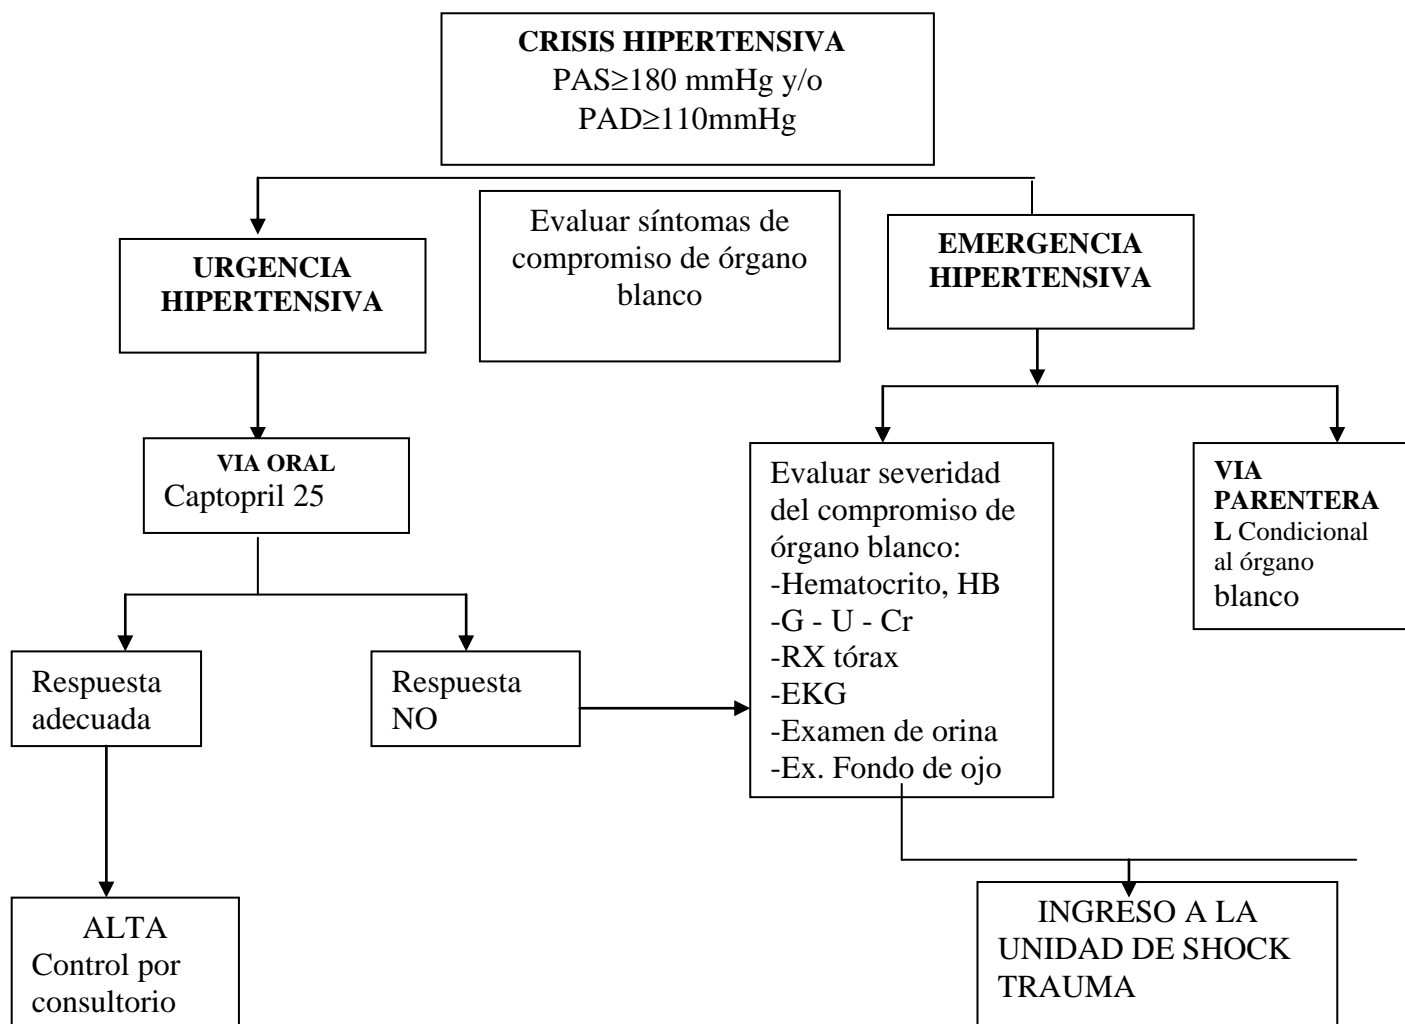 CRISIS HIPERTENSIVA
PAS≥180 mmHg y/o
PAD≥110mmHg
Evaluar síntomas de
compromiso de órgano
blanco
URGENCIA
HIPERTENSIVA
EMERGENCIA
HIPERTENSIVA
VIA ORAL
Captopril 25
Evaluar severidad
del compromiso de
órgano blanco:
-Hematocrito, HB
-G - U - Cr
-RX tórax
-EKG
-Examen de orina
-Ex. Fondo de ojo
VIA
PARENTERA
L Condicional
al órgano
blanco
Respuesta
adecuada
Respuesta
NO
ALTA
Control por
consultorio
INGRESO A LA
UNIDAD DE SHOCK
TRAUMA